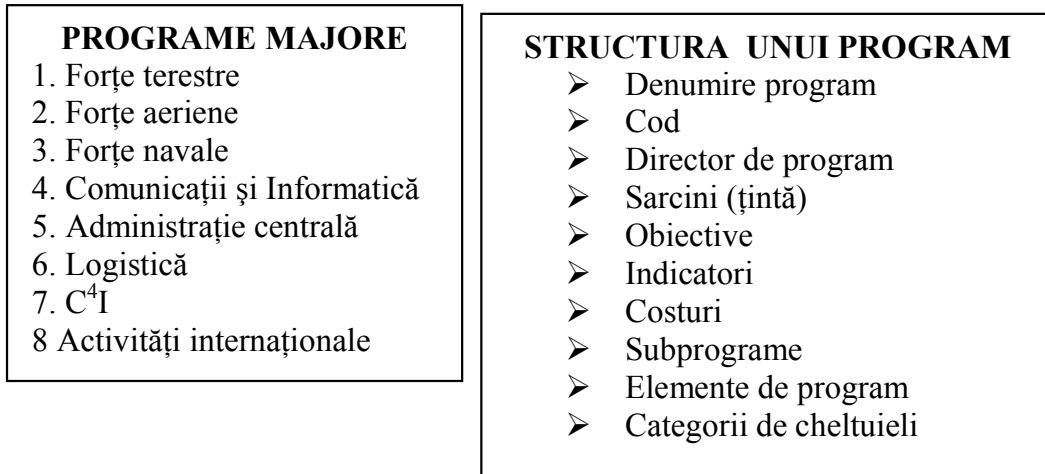 PROGRAME MAJORE
1. Forțe terestre
2. Forțe aeriene
3. Forțe navale
4. Comunicații şi Informatică
5. Administrație centrală
6. Logistică
7. C⁴I
8 Activități internaționale
STRUCTURA UNUI PROGRAM
➢ Denumire program
➢ Cod
➢ Director de program
➢ Sarcini (țintă)
➢ Obiective
➢ Indicatori
➢ Costuri
➢ Subprograme
➢ Elemente de program
➢ Categorii de cheltuieli